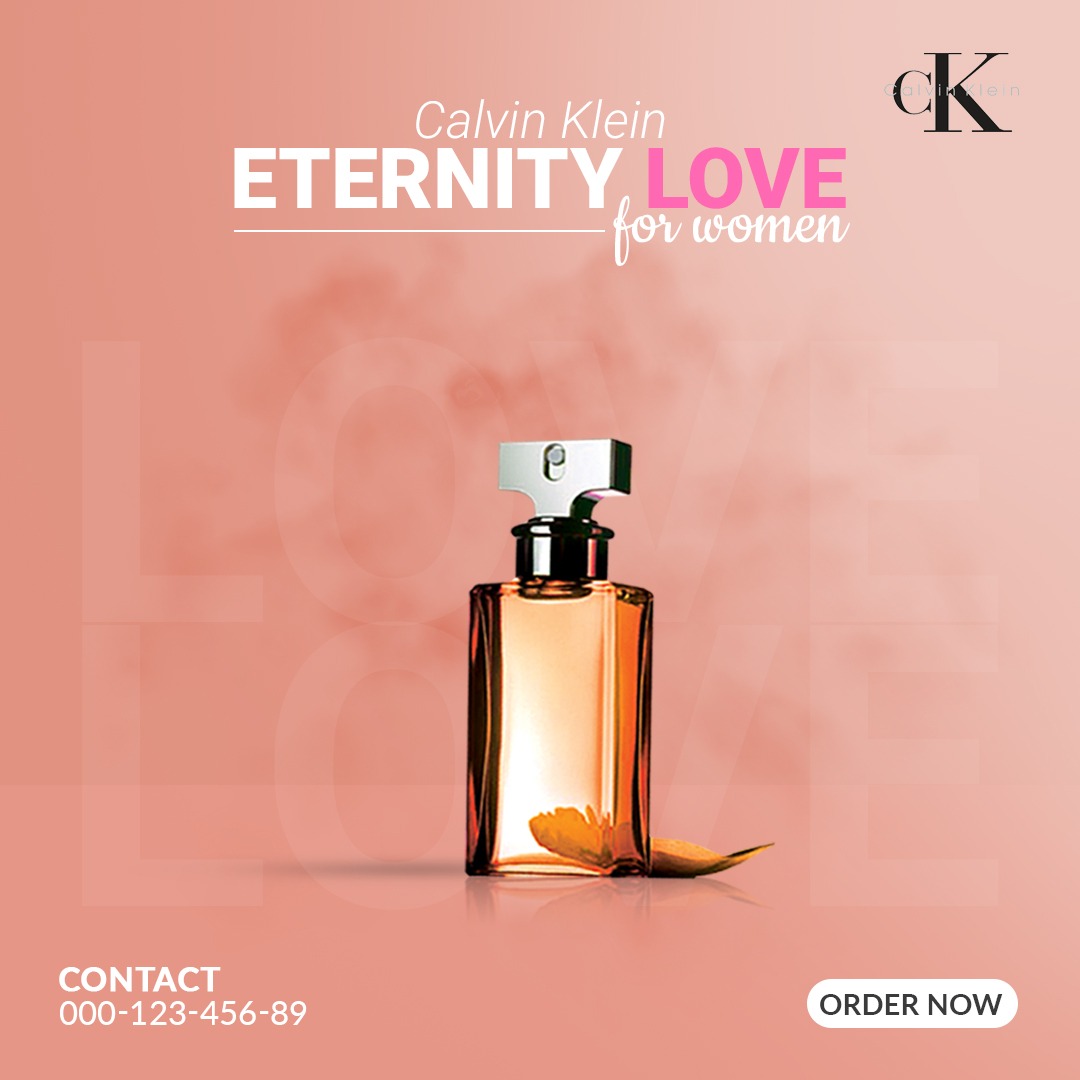 CK
Calvin Klein
Calvin Klein
ETERNITY LOVE
for women
LOVE
LOVE
CONTACT
000-123-456-89
ORDER NOW